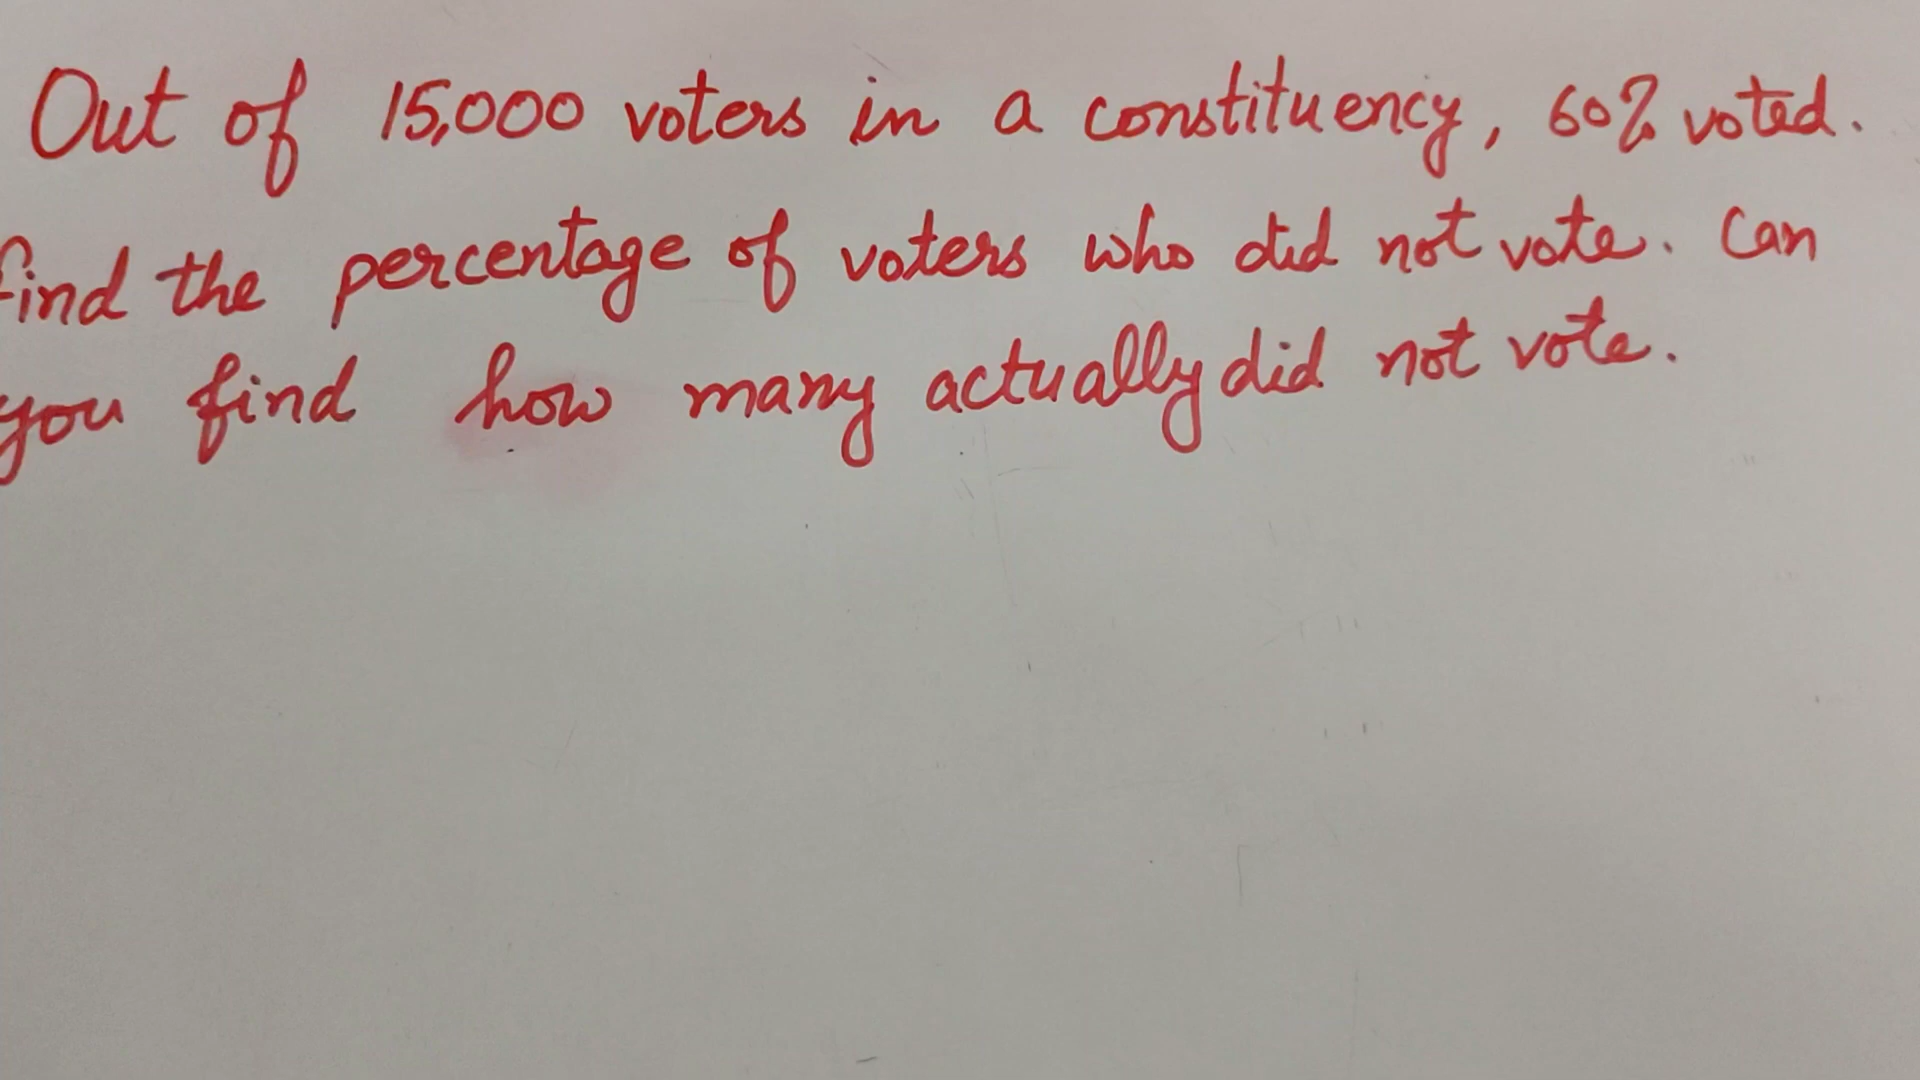 Out of 15,000 voters in a constituency, 60% voted.
find the percentage of voters who did not vote. Can
you find how many actually did not vote.